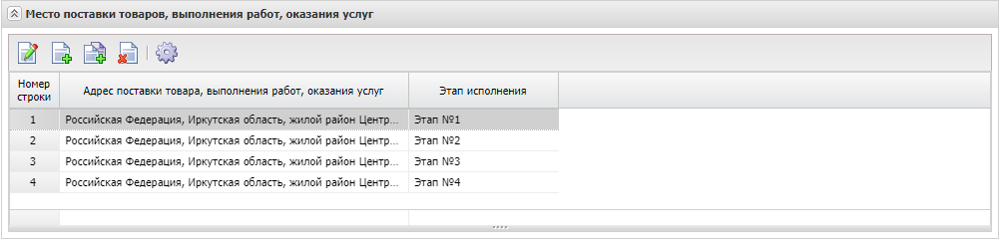 Место поставки товаров, выполнения работ, оказания услуг
Номер строки Адрес поставки товара, выполнения работ, оказания услуг Этап исполнения
1 Российская Федерация, Иркутская область, жилой район Центр... Этап №1
2 Российская Федерация, Иркутская область, жилой район Центр... Этап №2
3 Российская Федерация, Иркутская область, жилой район Центр... Этап №3
4 Российская Федерация, Иркутская область, жилой район Центр... Этап №4